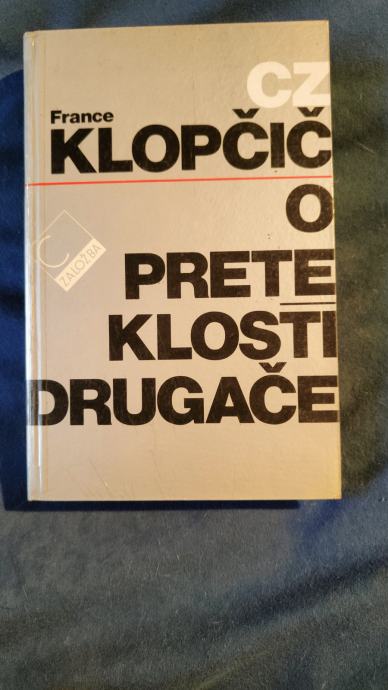 CZ
France
KLOPČIČ
O
PRETE
KLOSTI
DRUGAČE
C
ZALOŽBA